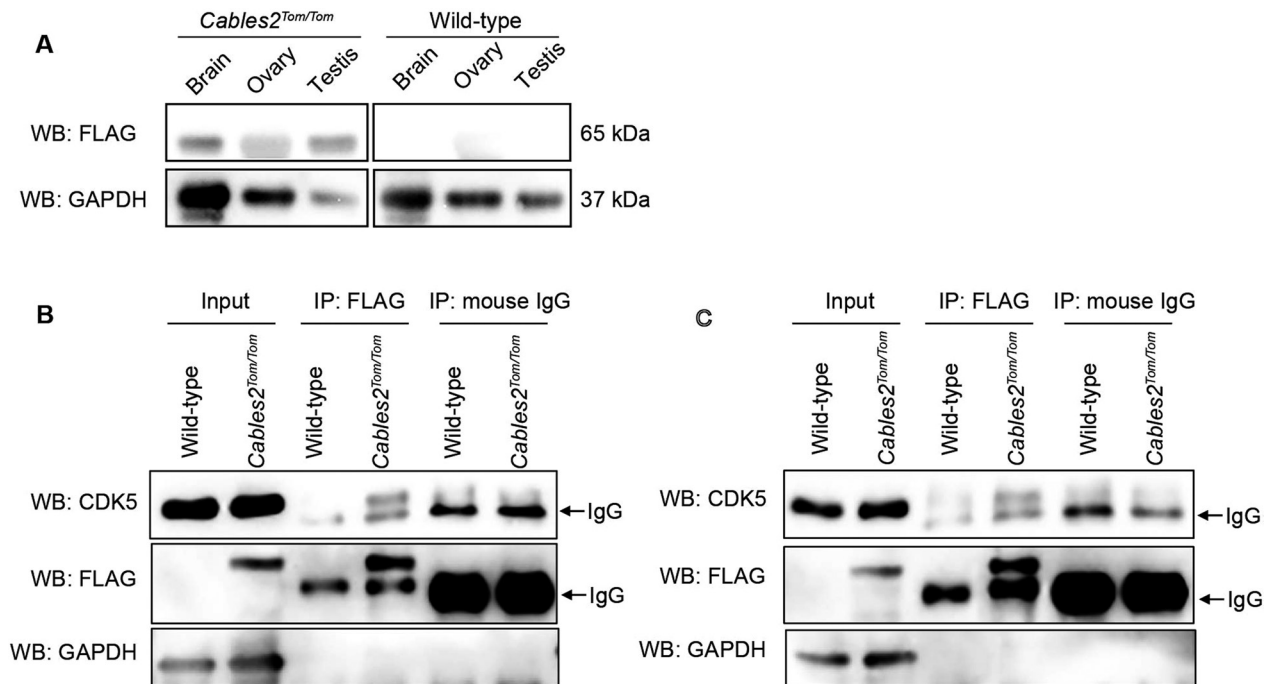 A
Cables2Tom/Tom Wild-type
Brain Ovary Testis Brain Ovary Testis
WB: FLAG 65 kDa
WB: GAPDH 37 kDa
B
Input IP: FLAG IP: mouse IgG
Wild-type Cables2Tom/Tom Wild-type Cables2Tom/Tom Wild-type Cables2Tom/Tom
WB: CDK5 IgG
WB: FLAG IgG
WB: GAPDH
C
Input IP: FLAG IP: mouse IgG
Wild-type Cables2Tom/Tom Wild-type Cables2Tom/Tom Wild-type Cables2Tom/Tom
WB: CDK5 IgG
WB: FLAG IgG
WB: GAPDH